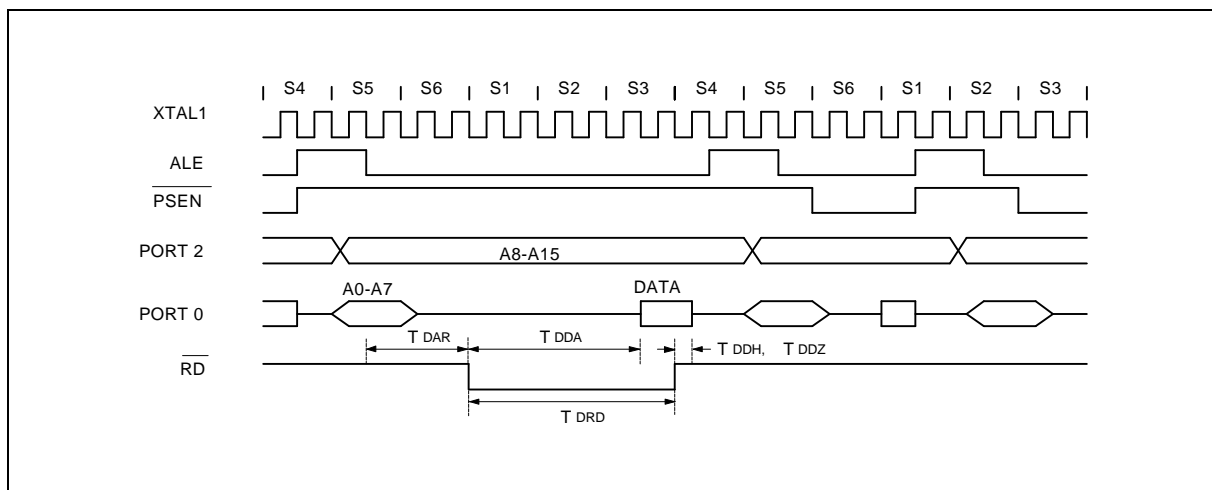 S4 S5 S6 S1 S2 S3 S4 S5 S6 S1 S2 S3
XTAL1
ALE
PSEN
PORT 2
A8-A15
A0-A7
DATA
PORT 0
T DAR
T DDA
T DDH, T DDZ
RD
T DRD